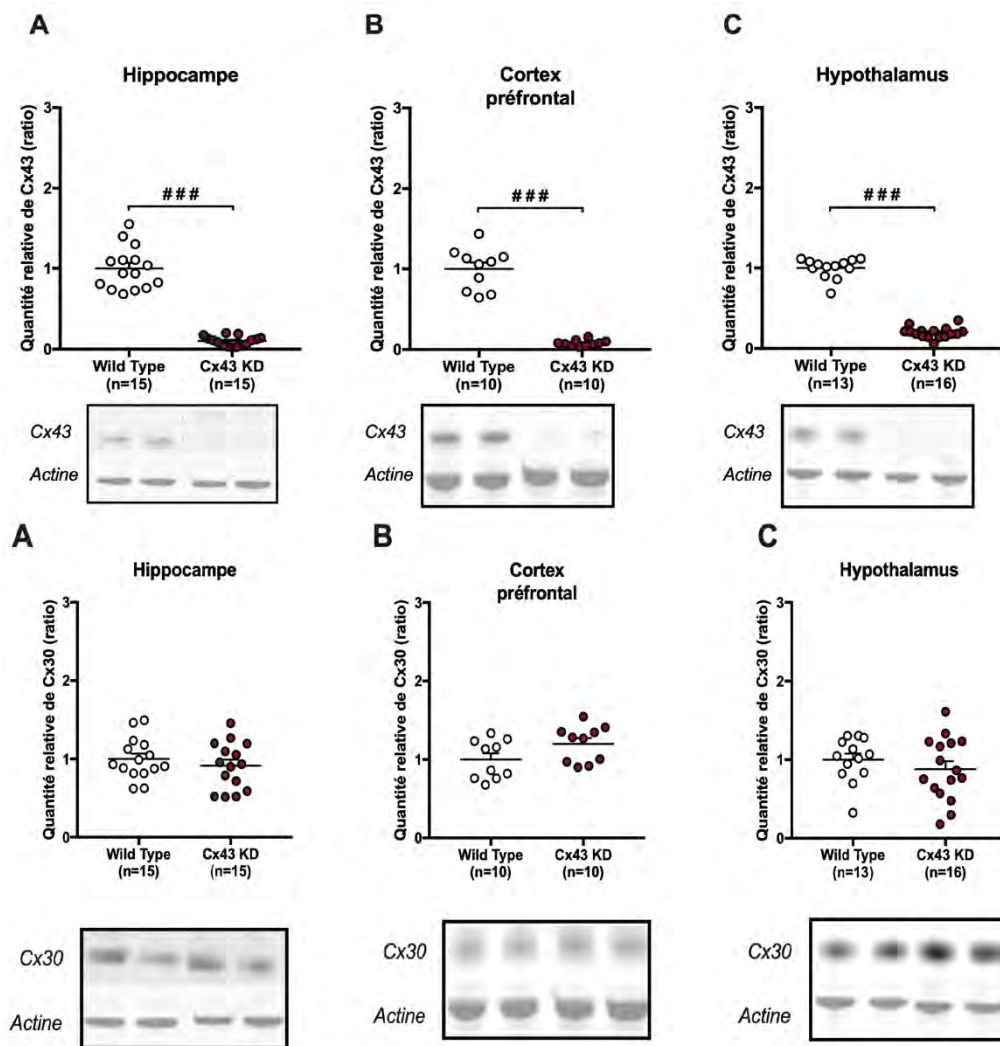 A
Hippocampe
Quantité relative de Cx43 (ratio)
3
2
1
0
###
Wild Type
(n=15)
Cx43 KD
(n=15)
Cx43
Actine
B
Cortex
préfrontal
Quantité relative de Cx43 (ratio)
3
2
1
0
###
Wild Type
(n=10)
Cx43 KD
(n=10)
Cx43
Actine
C
Hypothalamus
Quantité relative de Cx43 (ratio)
3
2
1
0
###
Wild Type
(n=13)
Cx43 KD
(n=16)
Cx43
Actine
A
Hippocampe
Quantité relative de Cx30 (ratio)
3
2
1
0
Wild Type
(n=15)
Cx43 KD
(n=15)
Cx30
Actine
B
Cortex
préfrontal
Quantité relative de Cx30 (ratio)
3
2
1
0
Wild Type
(n=10)
Cx43 KD
(n=10)
Cx30
Actine
C
Hypothalamus
Quantité relative de Cx30 (ratio)
3
2
1
0
Wild Type
(n=13)
Cx43 KD
(n=16)
Cx30
Actine